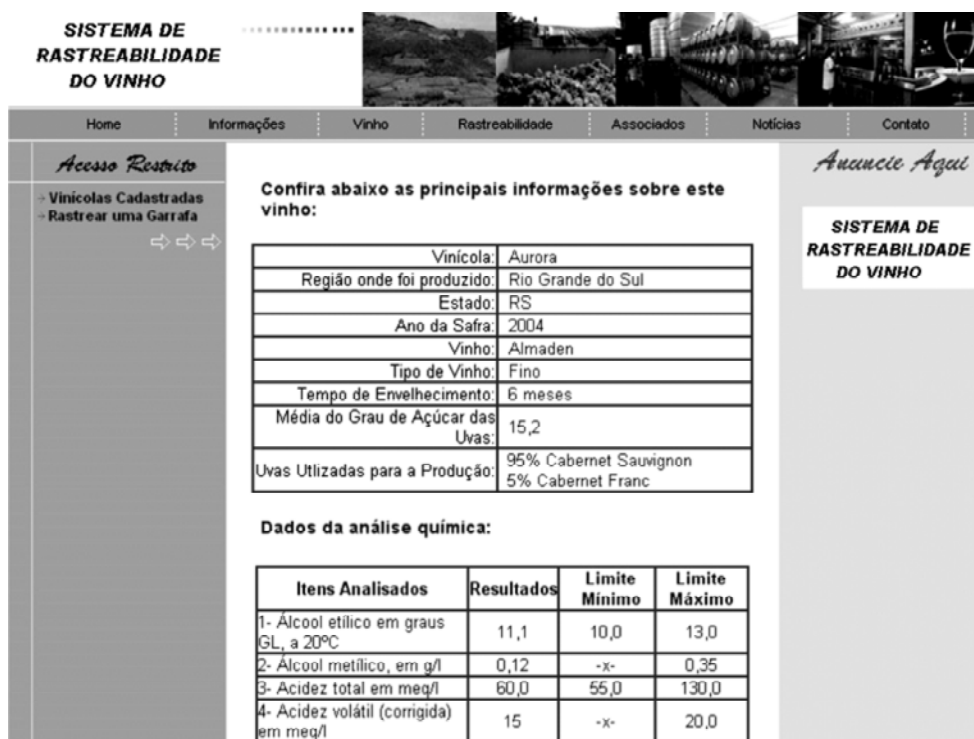 SISTEMA DE
RASTREABILIDADE
DO VINHO
Home Informações Vinho Rastreabilidade Associados Notícias Contato
Acesso Restrito
Vinícolas Cadastradas
Rastrear uma Garrafa
Confira abaixo as principais informações sobre este
vinho:
Vinícola: Aurora
Região onde foi produzido: Rio Grande do Sul
Estado: RS
Ano da Safra: 2004
Vinho: Almaden
Tipo de Vinho: Fino
Tempo de Envelhecimento: 6 meses
Média do Grau de Açúcar das
Uvas: 15,2
Uvas Utlizadas para a Produção: 95% Cabernet Sauvignon
5% Cabernet Franc
Dados da análise química:
Itens Analisados Resultados Limite Mínimo Limite Máximo
1- Álcool etílico em graus
GL, a 20ºC 11,1 10,0 13,0
2- Álcool metílico, em g/l 0,12 -x- 0,35
3- Acidez total em meq/l 60,0 55,0 130,0
4- Acidez volátil (corrigida)
em meq/l 15 -x- 20,0
Anuncie Aqui
SISTEMA DE
RASTREABILIDADE
DO VINHO